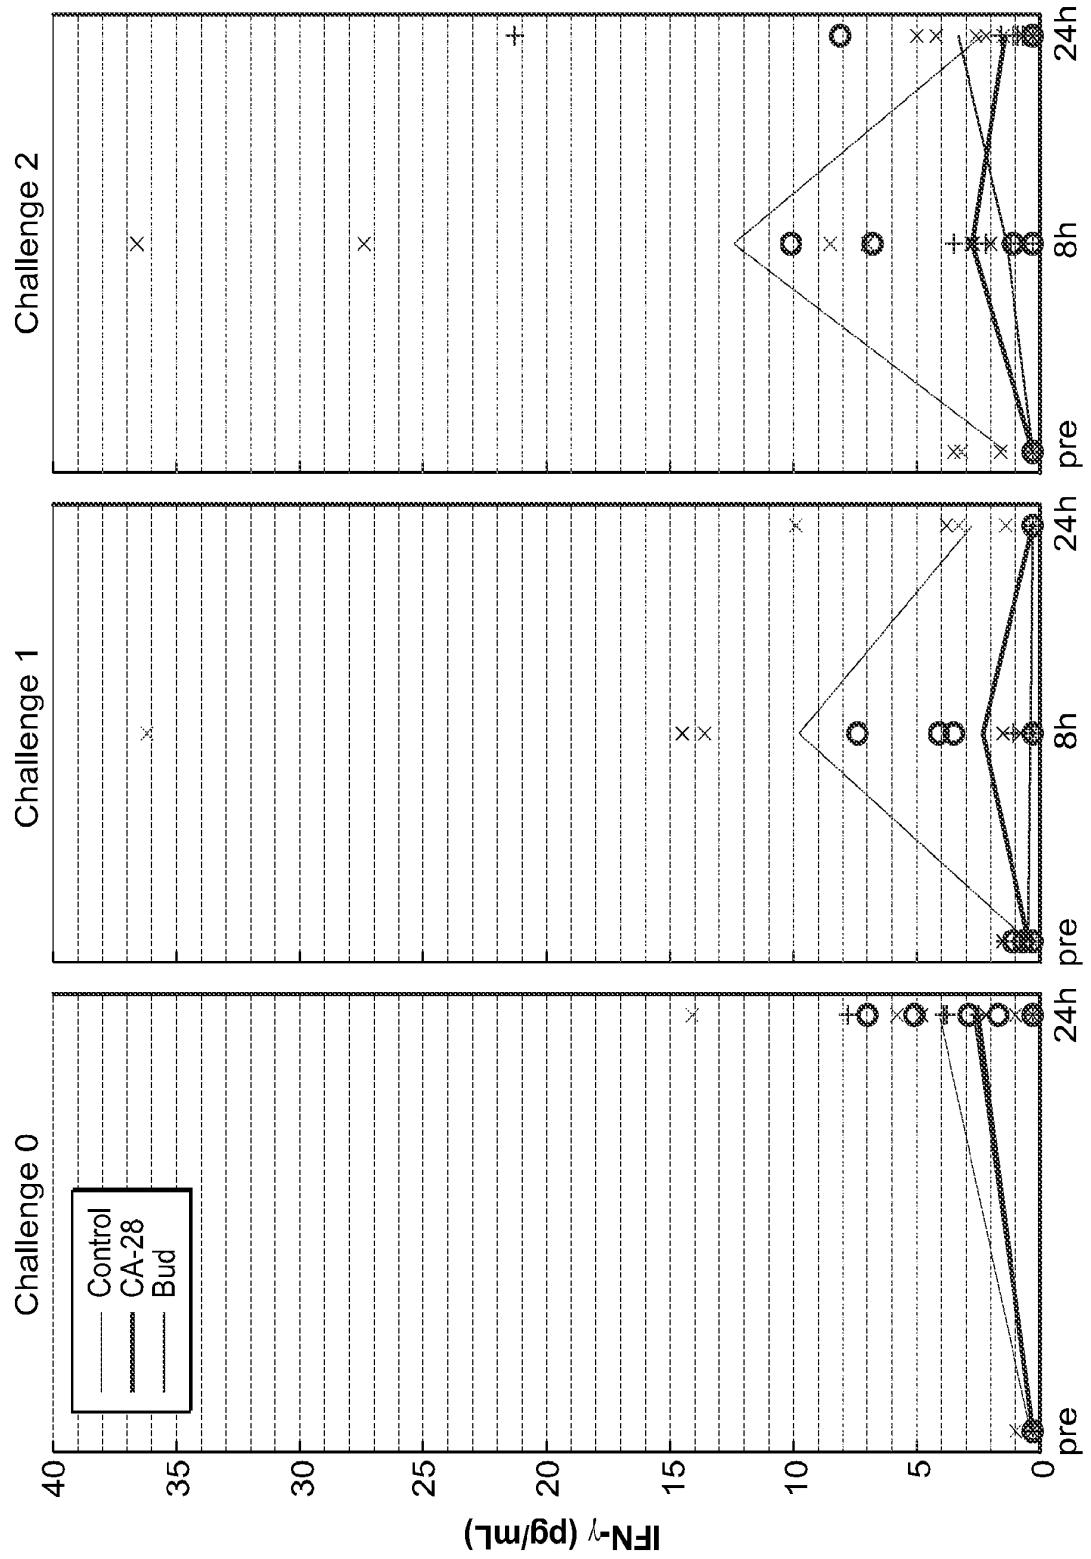 Challenge 0
Challenge 1
Challenge 2
Control
CA-28
Bud
IFN-γ (pg/mL)
40
35
30
25
20
15
10
5
0
pre
24h
pre
8h
24h
pre
8h
24h